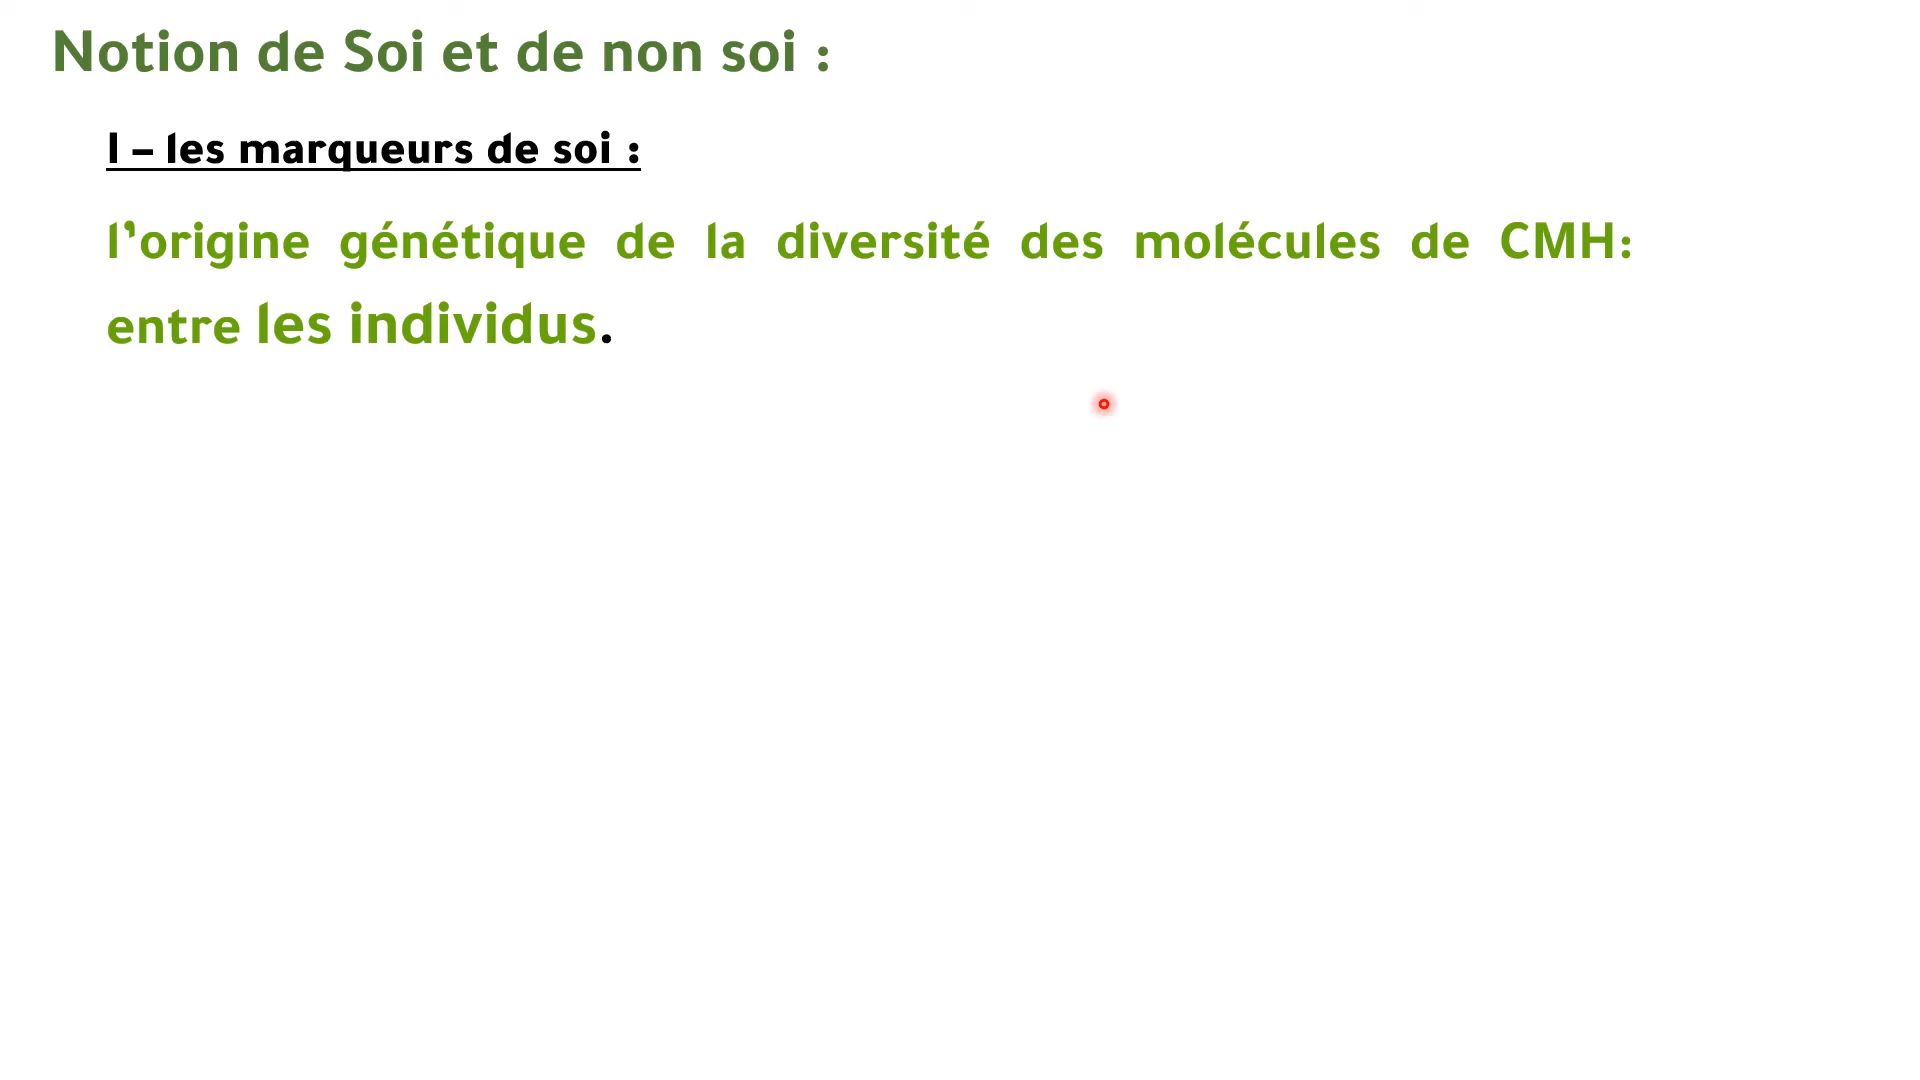 Notion de Soi et de non soi :
I – les marqueurs de soi :
l’origine génétique de la diversité des molécules de CMH:
entre les individus.